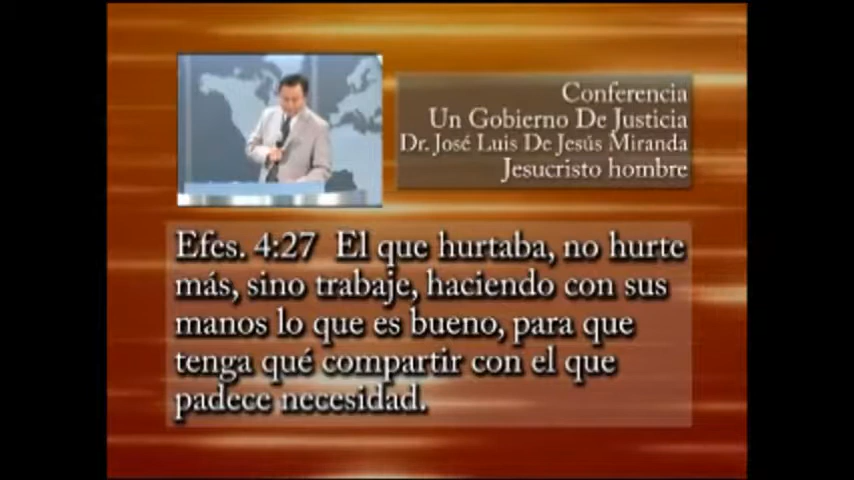 Conferencia
Un Gobierno De Justicia
Dr. José Luis De Jesús Miranda
Jesucristo hombre
Efes. 4:27 El que hurtaba, no hurte
más, sino trabaje, haciendo con sus
manos lo que es bueno, para que
tenga qué compartir con el que
padece necesidad.